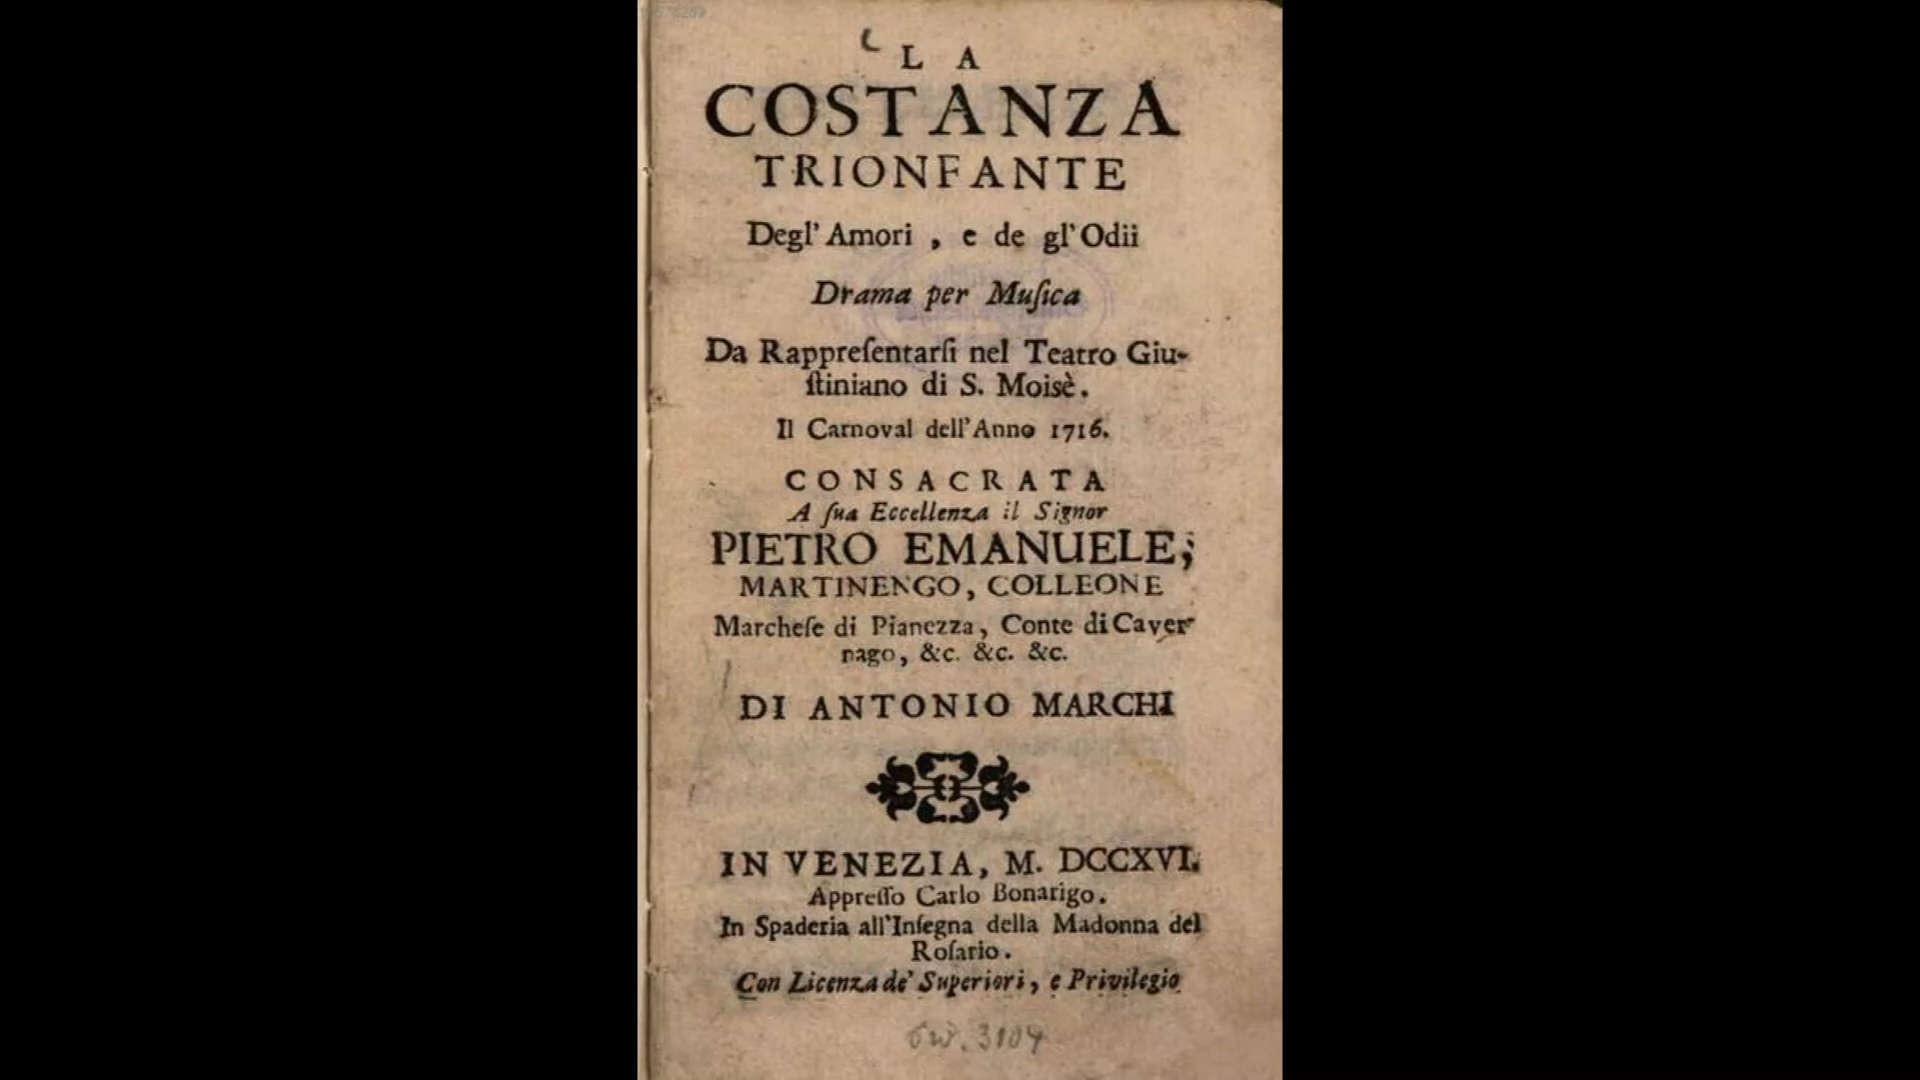 LA
COSTANZA
TRIONFANTE
Degl' Amori, e de gl'Odii
Drama per Muſica
Da Rappreſentarſi nel Teatro Giu-
ſtiniano di S. Moisè.
Il Carnoval dell'Anno 1716.
CONSACRATA
A ſua Eccellenza il Signor
PIETRO EMANUELE;
MARTINENGO, COLLEONE
Marcheſe di Pianezza, Conte di Caver-
nago, &c. &c. &c.
DI ANTONIO MARCHI
IN VENEZIA, M. DCCXVI.
Appreſſo Carlo Bonarigo.
In Spaderia all'Inſegna della Madonna del
Roſario.
Con Licenza de' Superiori, e Privilegio
3104